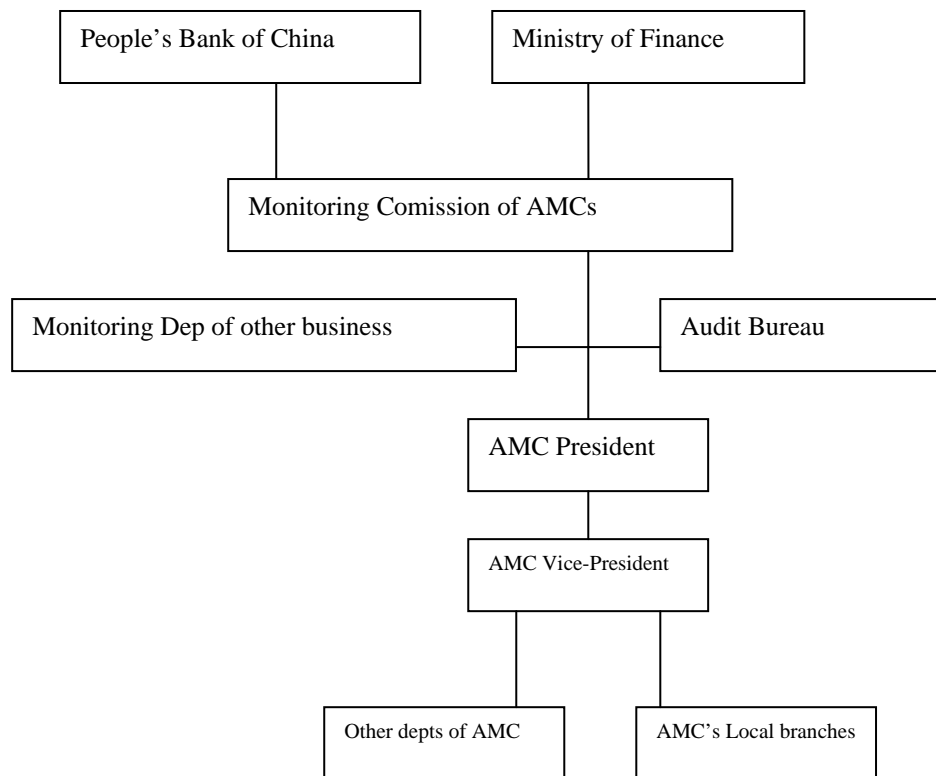 People’s Bank of China
Ministry of Finance
Monitoring Comission of AMCs
Monitoring Dep of other business
Audit Bureau
AMC President
AMC Vice-President
Other depts of AMC
AMC’s Local branches